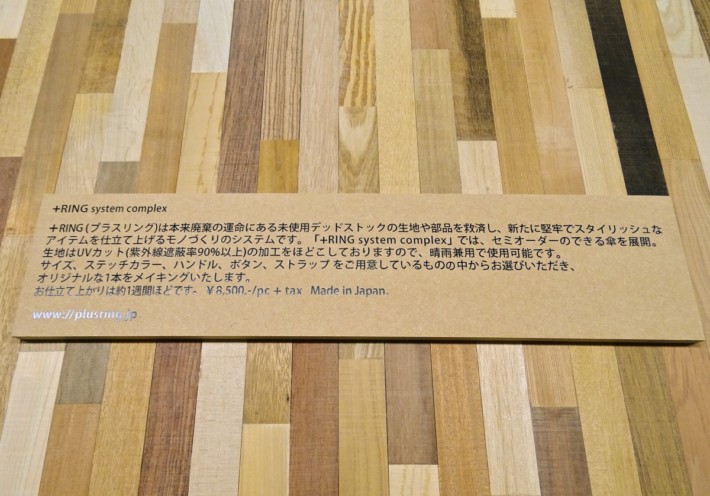 +RING system complex
+RING (プラスリング)は本来廃棄の運命にある未使用デッドストックの生地や部品を救済し、新たに堅牢でスタイリッシュな
アイテムを仕立て上げるモノづくりのシステムです。「+RING system complex」では、セミオーダーのできる傘を展開。
生地はUVカット(紫外線遮蔽率90%以上)の加工をほどこしておりますので、晴雨兼用で使用可能です。
サイズ、ステッチカラー、ハンドル、ボタン、ストラップをご用意しているものの中からお選びいただき、
オリジナルな1本をメイキングいたします。
お仕立て上がりは約1週間ほどです。 ¥8,500.-/pc + tax Made in Japan.
www.//plusring.jp